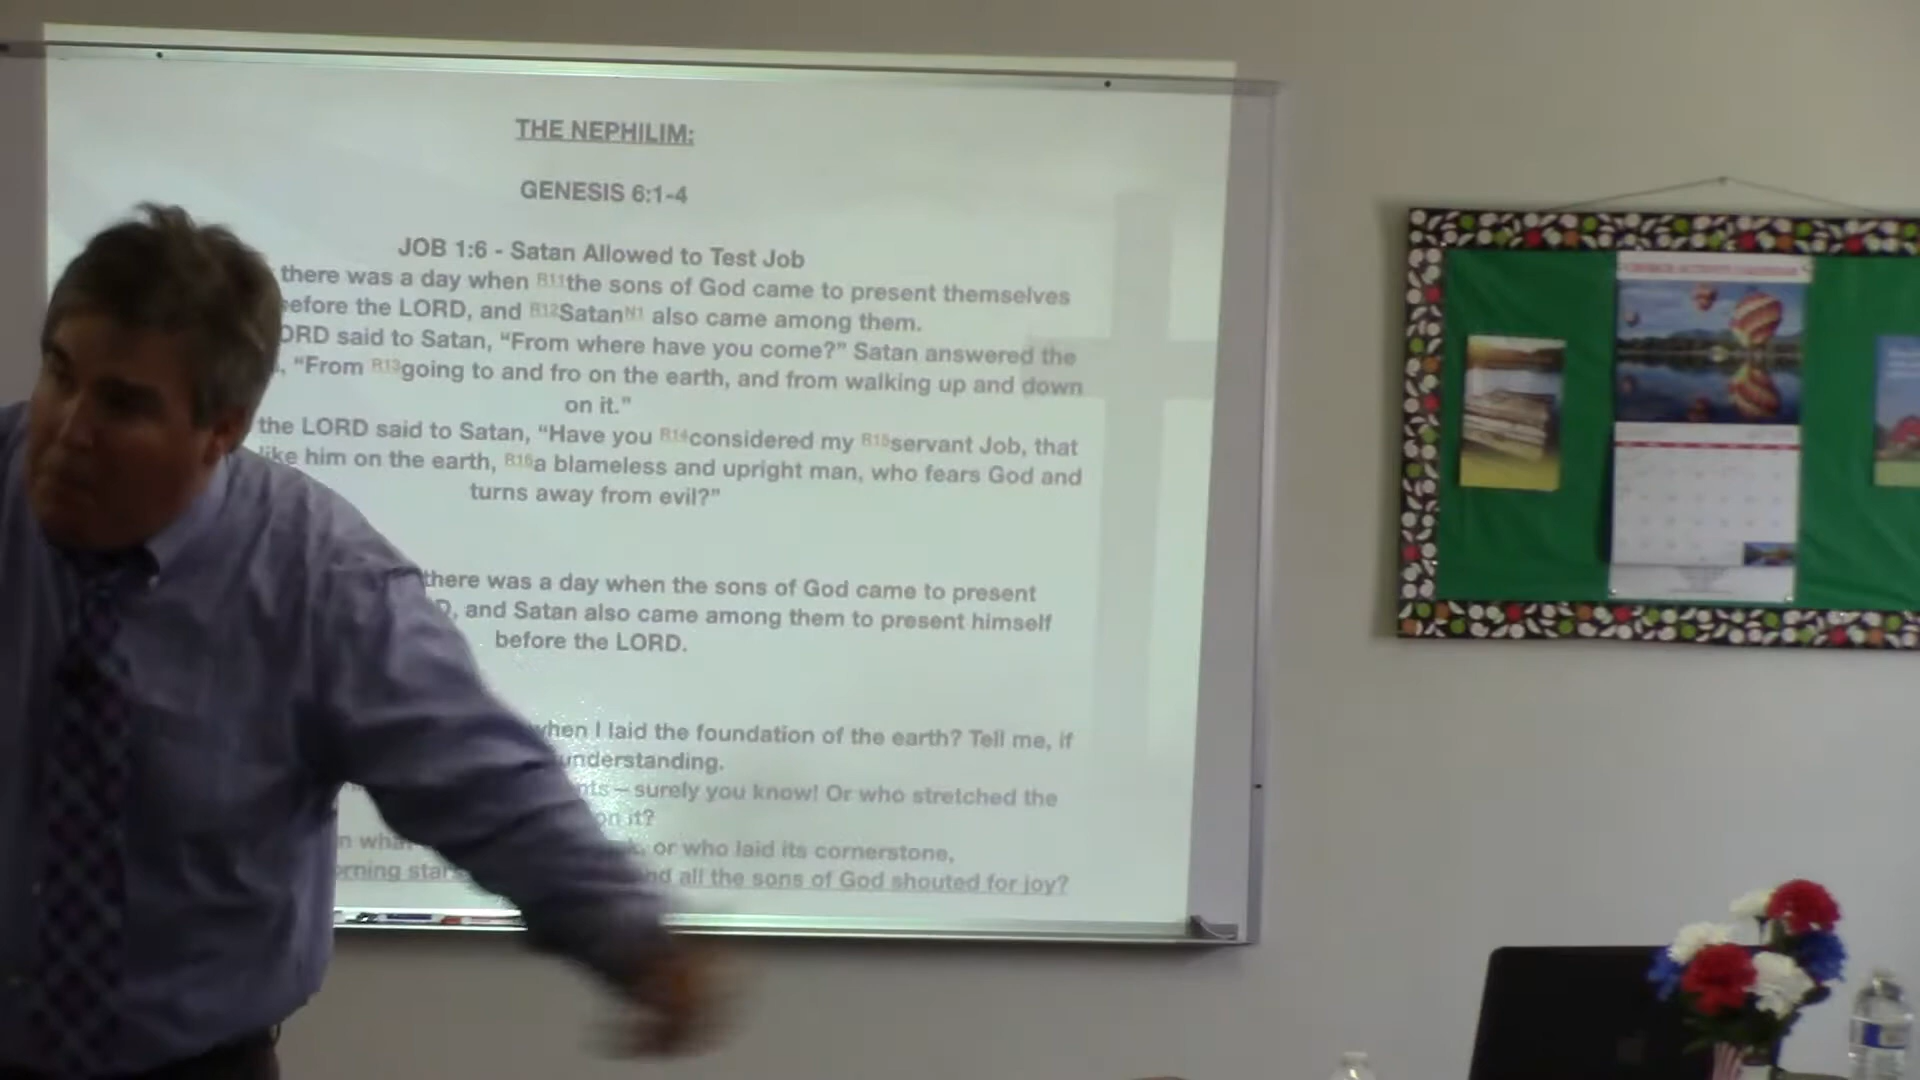 THE NEPHILIM:
GENESIS 6:1-4
JOB 1:6 - Satan Allowed to Test Job
there was a day when R11the sons of God came to present themselves
before the LORD, and R12SatanN1 also came among them.
ORD said to Satan, “From where have you come?” Satan answered the
, “From R13going to and fro on the earth, and from walking up and down
on it.”
the LORD said to Satan, “Have you R14considered my R15servant Job, that
like him on the earth, R16a blameless and upright man, who fears God and
turns away from evil?”
there was a day when the sons of God came to present
D, and Satan also came among them to present himself
before the LORD.
when I laid the foundation of the earth? Tell me, if
understanding.
nts – surely you know! Or who stretched the
on it?
n what k, or who laid its cornerstone,
orning star nd all the sons of God shouted for joy?